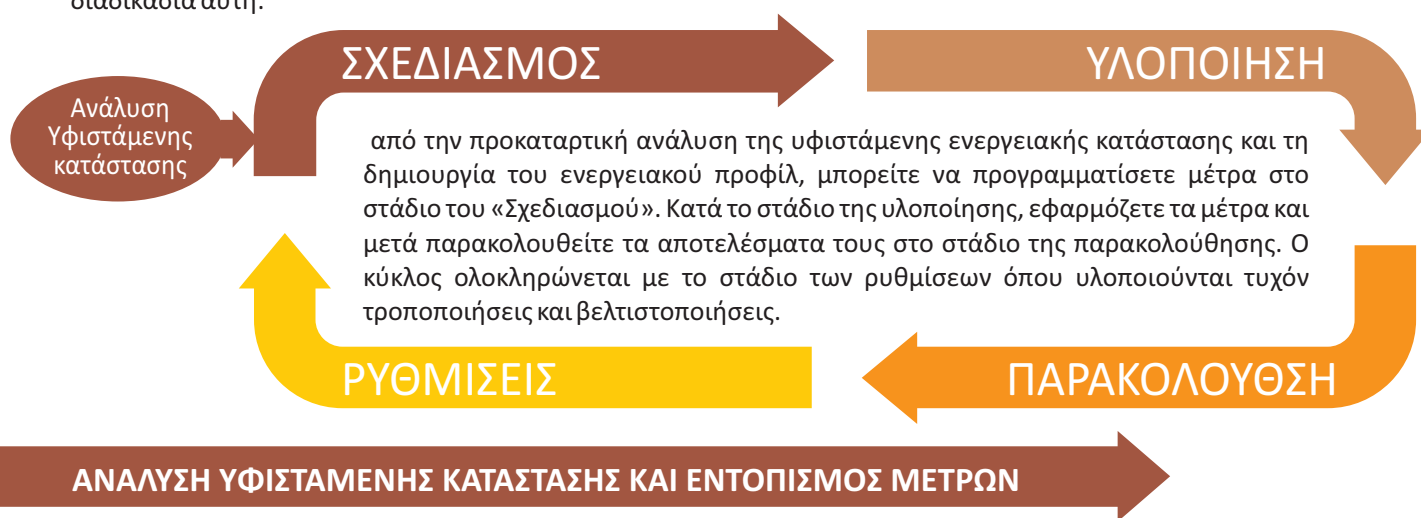 διαδικασία αυτή.
ΣΧΕΔΙΑΣΜΟΣ
ΥΛΟΠΟΙΗΣΗ
Ανάλυση
Υφιστάμενης
κατάστασης
από την προκαταρτική ανάλυση της υφιστάμενης ενεργειακής κατάστασης και τη
δημιουργία του ενεργειακού προφίλ, μπορείτε να προγραμματίσετε μέτρα στο
στάδιο του «Σχεδιασμού». Κατά το στάδιο της υλοποίησης, εφαρμόζετε τα μέτρα και
μετά παρακολουθείτε τα αποτελέσματα τους στο στάδιο της παρακολούθησης. Ο
κύκλος ολοκληρώνεται με το στάδιο των ρυθμίσεων όπου υλοποιούνται τυχόν
τροποποιήσεις και βελτιστοποιήσεις.
ΡΥΘΜΙΣΕΙΣ
ΠΑΡΑΚΟΛΟΥΘΣΗ
ΑΝΑΛΥΣΗ ΥΦΙΣΤΑΜΕΝΗΣ ΚΑΤΑΣΤΑΣΗΣ ΚΑΙ ΕΝΤΟΠΙΣΜΟΣ ΜΕΤΡΩΝ